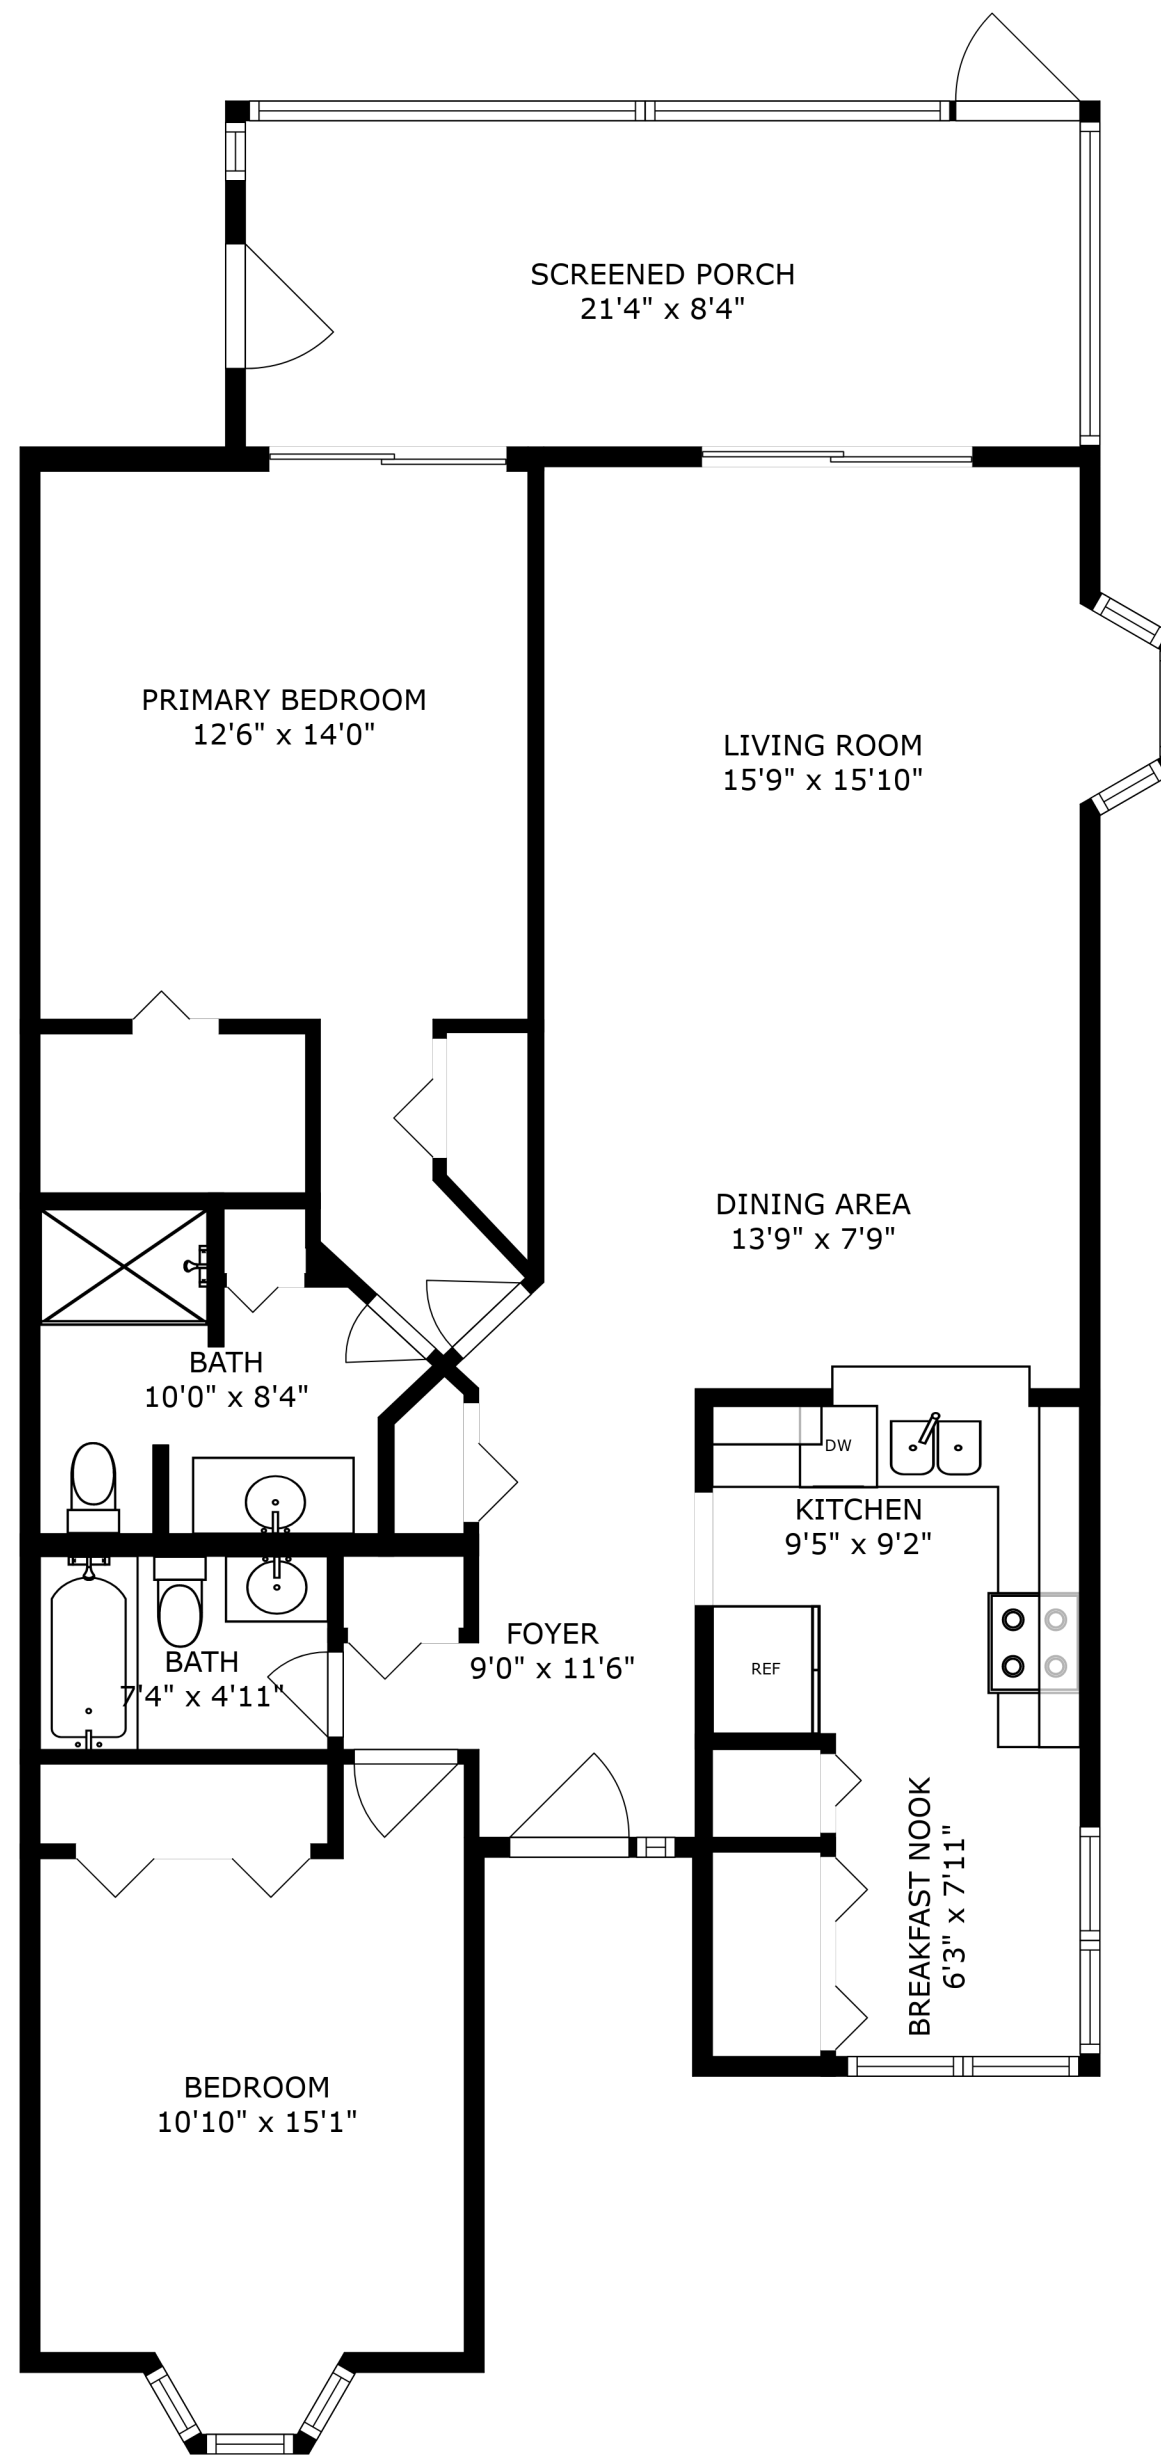 SCREENED PORCH
21'4" x 8'4"
PRIMARY BEDROOM
12'6" x 14'0"
LIVING ROOM
15'9" x 15'10"
DINING AREA
13'9" x 7'9"
BATH
10'0" x 8'4"
DW
KITCHEN
9'5" x 9'2"
FOYER
9'0" x 11'6"
REF
BATH
7'4" x 4'11"
BREAKFAST NOOK
6'3" x 7'11"
BEDROOM
10'10" x 15'1"